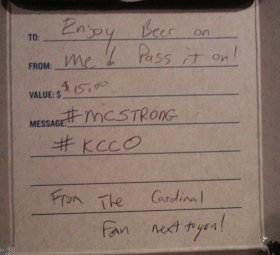 TO: Enjoy Beer on
FROM: Me & Pass it on!
VALUE: $ $15.00
MESSAGE: #MCSTRONG
#KCCO
From The Cardinal
Fan next to you!